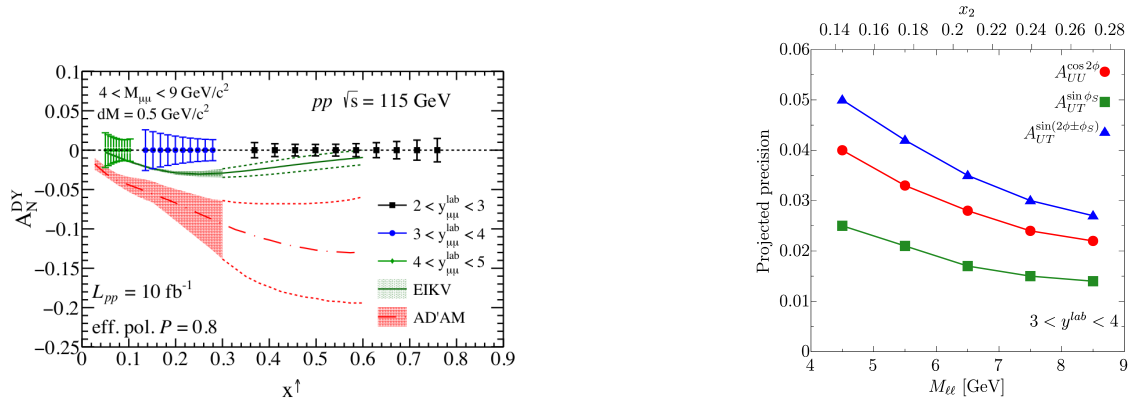 0.1
0.05
0
−0.05
−0.1
−0.15
−0.2
−0.25
A_N^DY
4 < M_μμ < 9 GeV/c²
dM = 0.5 GeV/c²
pp √s = 115 GeV
2 < y_μμ^lab < 3
3 < y_μμ^lab < 4
4 < y_μμ^lab < 5
EIKV
AD'AM
L_pp = 10 fb⁻¹
eff. pol. P = 0.8
0 0.1 0.2 0.3 0.4 0.5 0.6 0.7 0.8 0.9
x^↑
x_2
0.14 0.16 0.18 0.2 0.22 0.24 0.26 0.28
0.06
0.05
0.04
0.03
0.02
0.01
0
Projected precision
A_UU^cos 2ϕ
A_UT^sin ϕ_S
A_UT^sin(2ϕ±ϕ_S)
3 < y^lab < 4
4 5 6 7 8 9
M_ℓℓ [GeV]